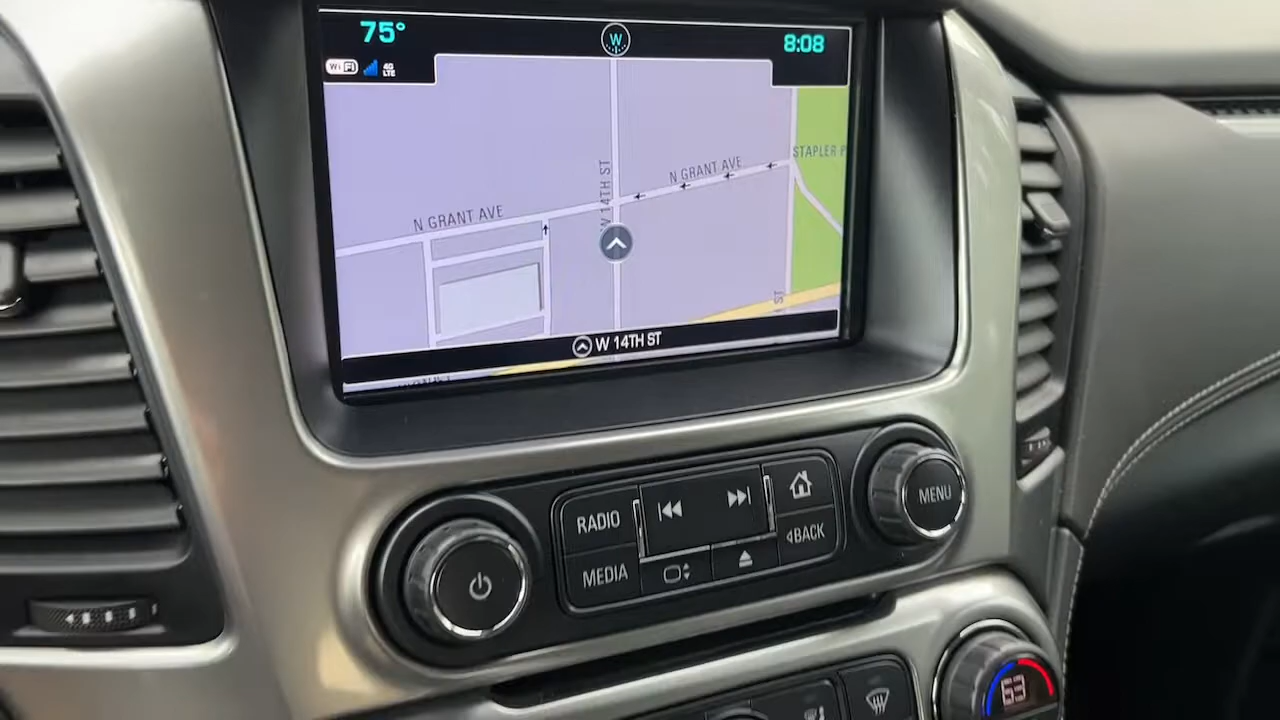 75°
W
8:08
WiFi
4G
LTE
STAPLER P
N GRANT AVE
W 14TH ST
N GRANT AVE
ST
W 14TH ST
RADIO
MENU
BACK
MEDIA
63